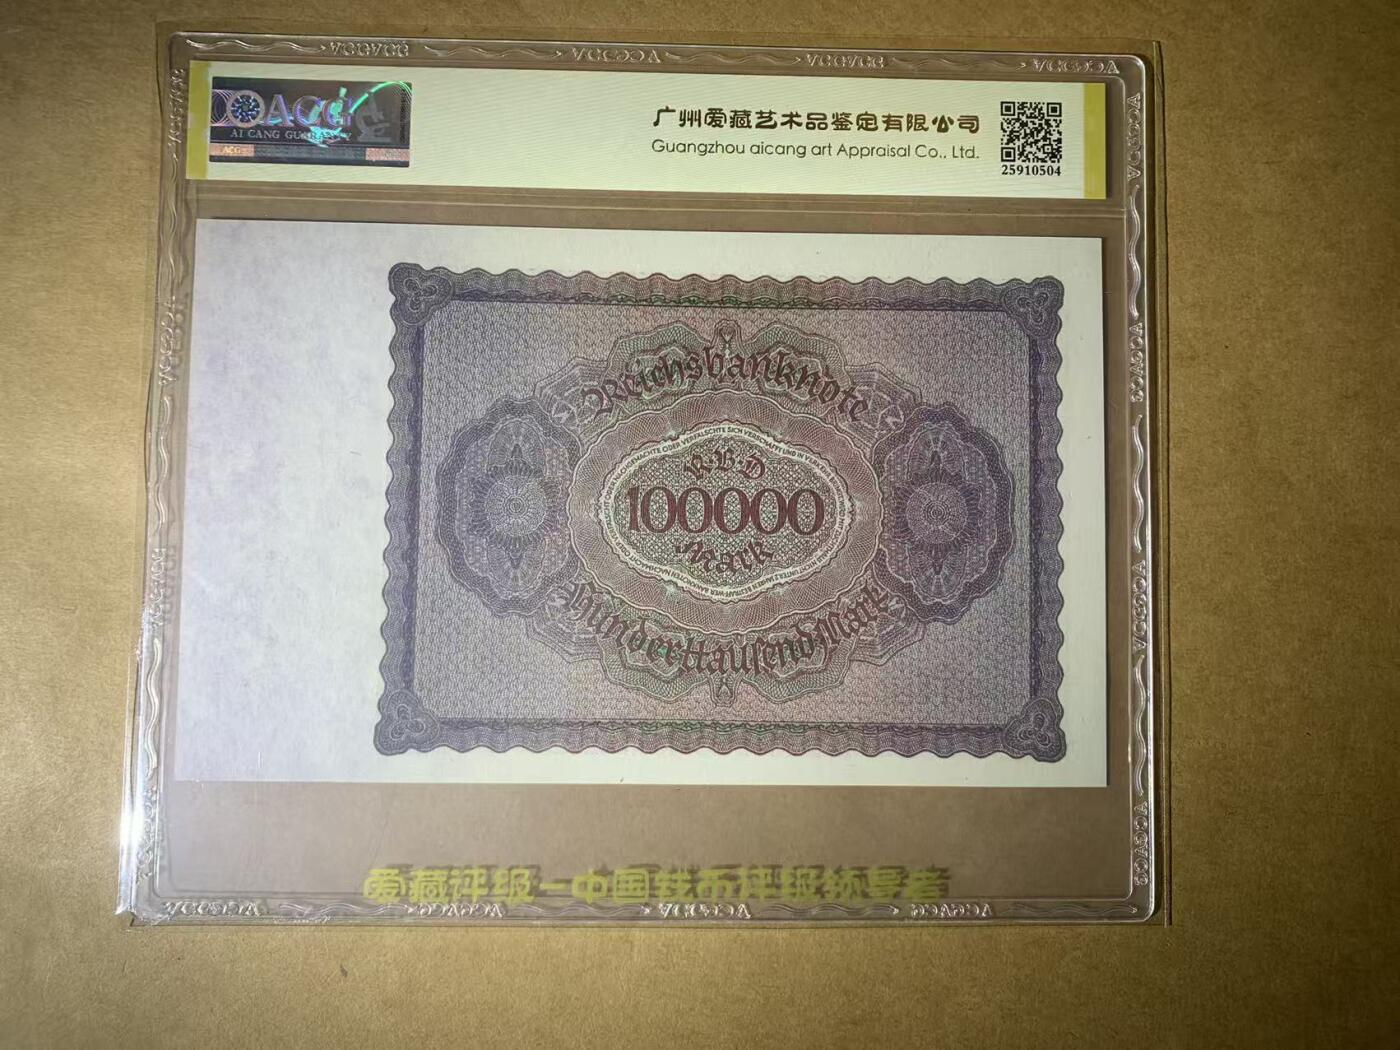 ACGA
AI CANG GUARANTY
ACG
广州爱藏艺术品鉴定有限公司
Guangzhou aicang art Appraisal Co., Ltd.
25910504
Reichsbanknote
R·B·D
100000
Mark
Hunderttausend Mark
爱藏评级-中国钱币评级领导者